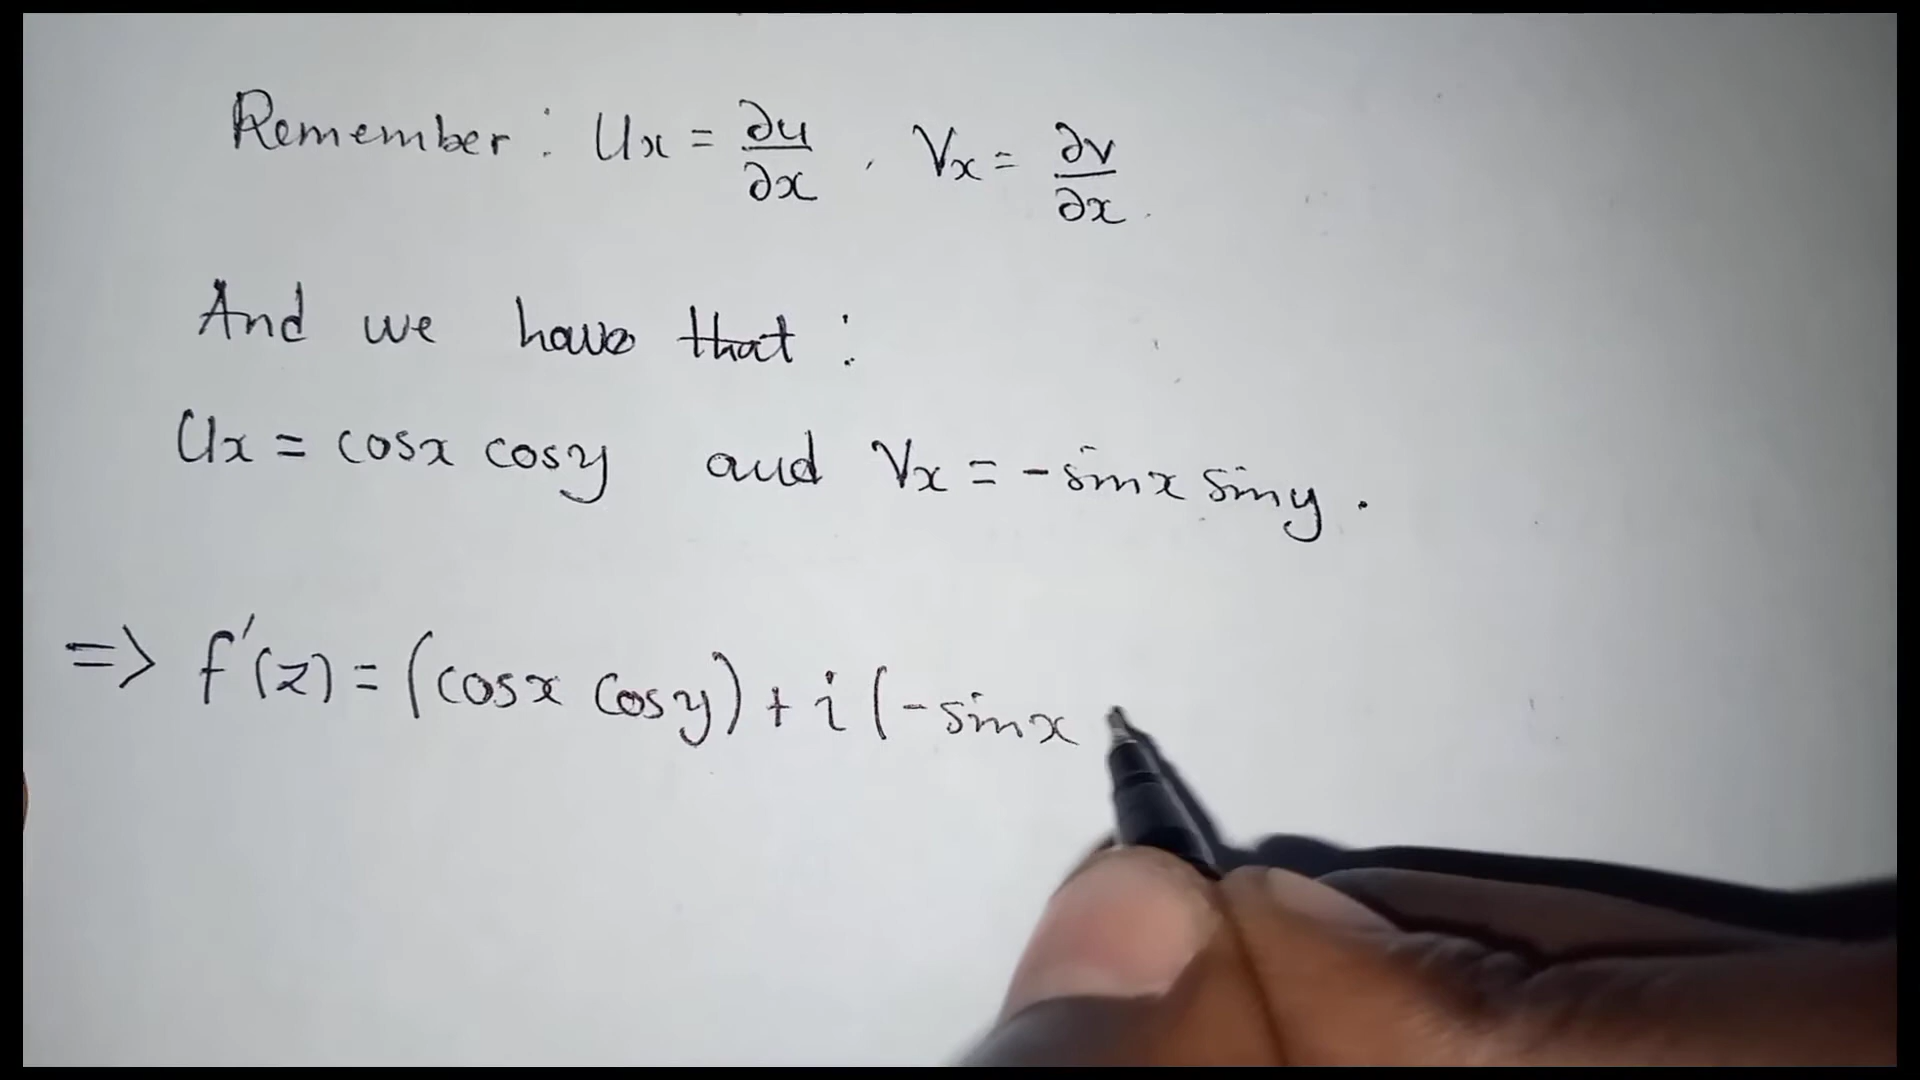 Remember: Ux = ∂u/∂x, Vx = ∂v/∂x.
And we have that:
Ux = cosx cosy and Vx = -sinx siny.
=> f'(z) = (cosx cosy) + i (-sinx